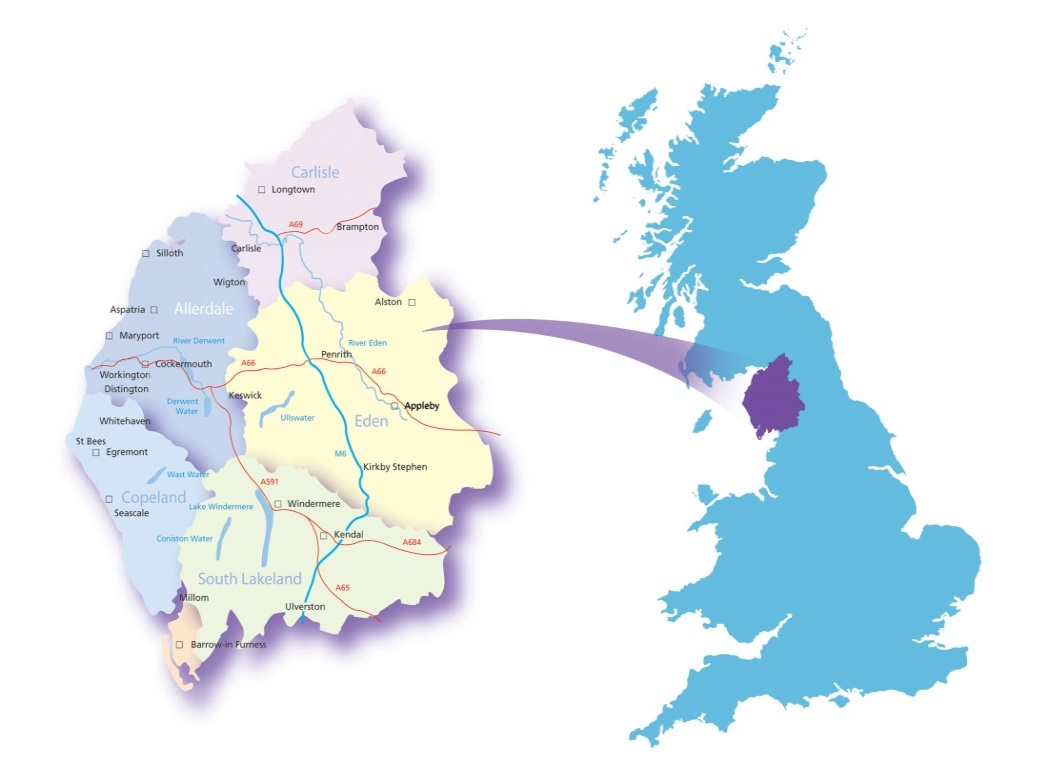 Carlisle
Longtown
A69
Brampton
Carlisle
Silloth
Wigton
Alston
Aspatria
Allerdale
Maryport
River Derwent
River Eden
Penrith
Cockermouth
A66
A66
Workington
Distington
Keswick
Derwent
Water
Appleby
Ullswater
Eden
Whitehaven
St Bees
Egremont
M6
Kirkby Stephen
Wast Water
A591
Copeland
Lake Windermere
Windermere
Seascale
Coniston Water
Kendal
A684
South Lakeland
A65
Millom
Ulverston
Barrow-in Furness